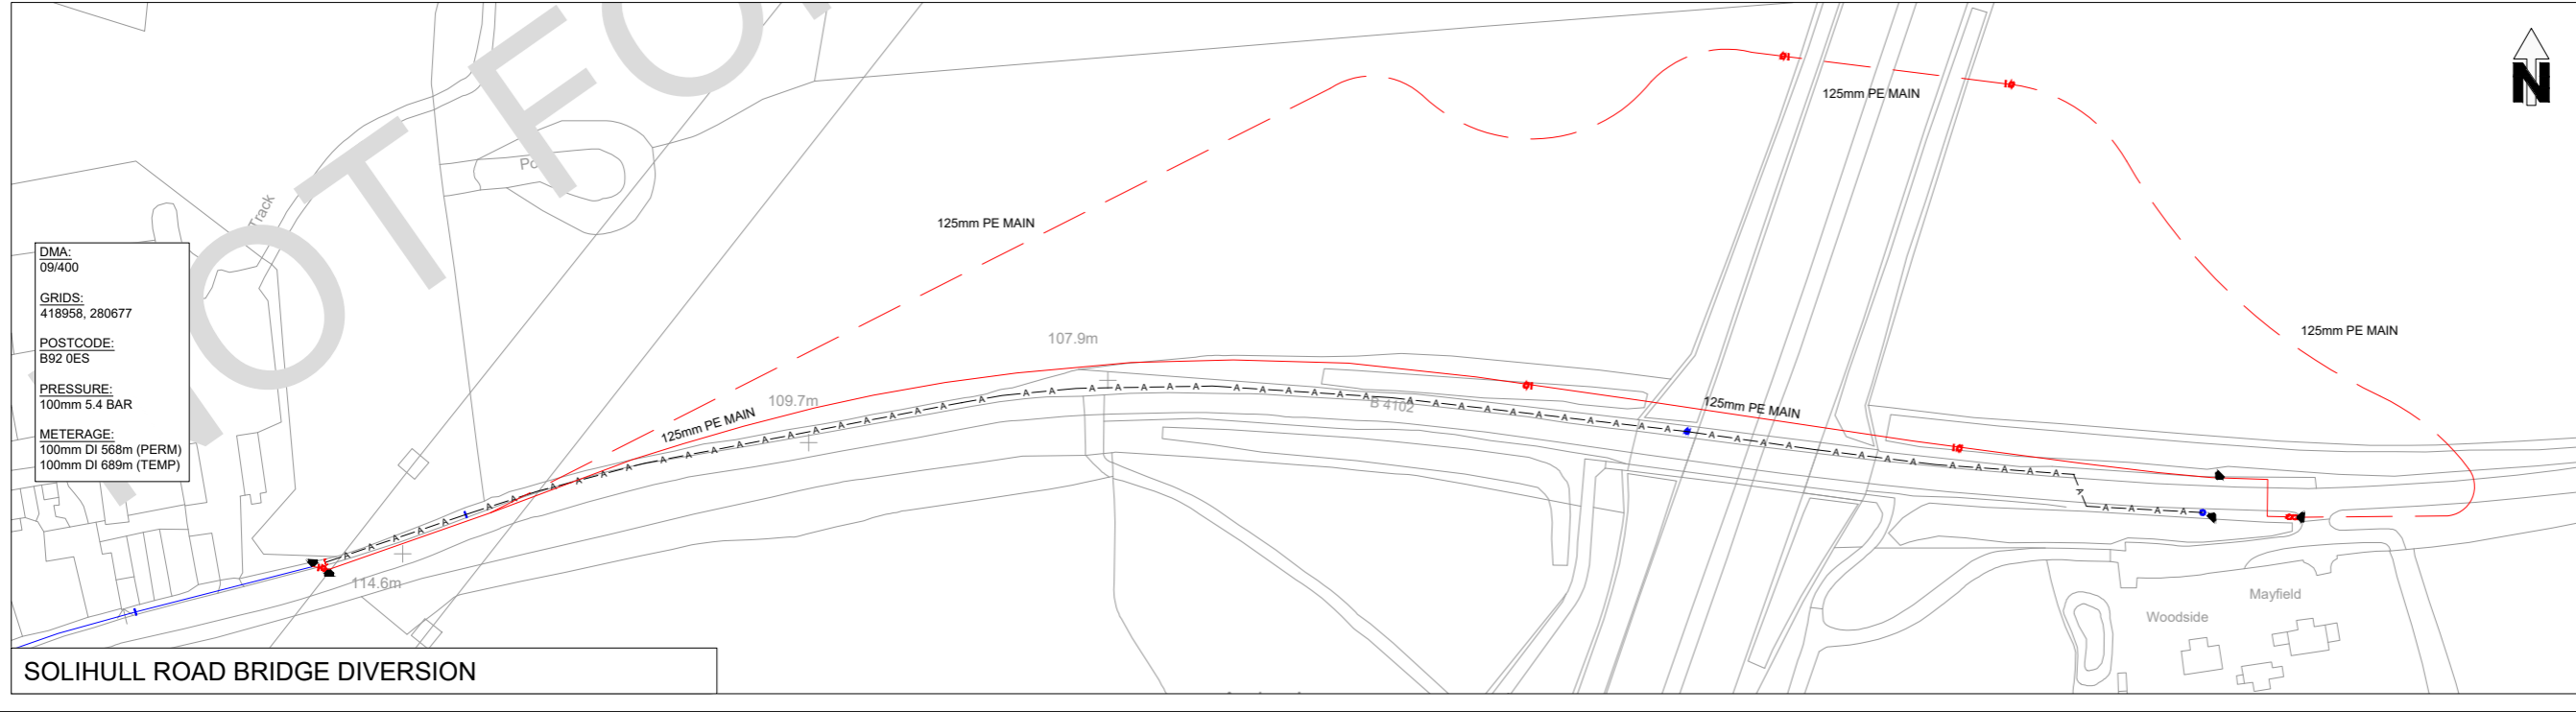 N
125mm PE MAIN
Track
125mm PE MAIN
DMA:
09/400
GRIDS:
418958, 280677
POSTCODE:
B92 0ES
PRESSURE:
100mm 5.4 BAR
METERAGE:
100mm DI 568m (PERM)
100mm DI 689m (TEMP)
125mm PE MAIN
107.9m
109.7m
B 4102
125mm PE MAIN
125mm PE MAIN
114.6m
Mayfield
Woodside
SOLIHULL ROAD BRIDGE DIVERSION